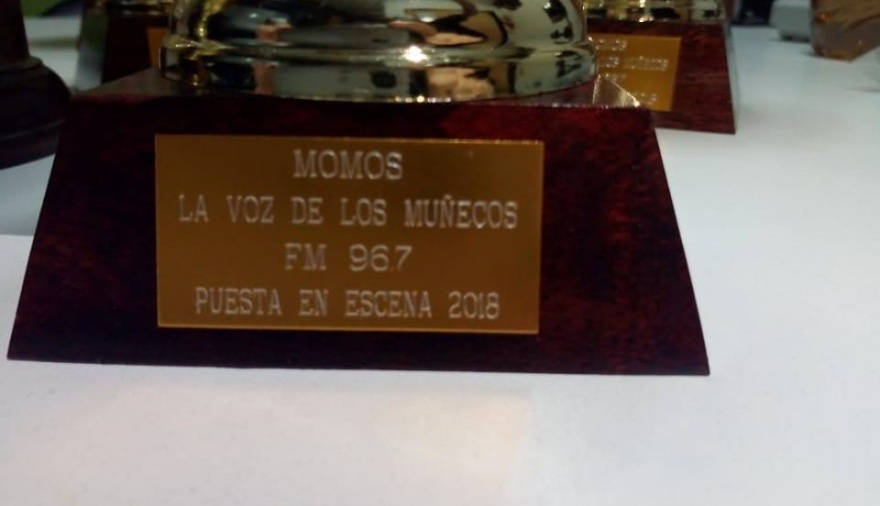 MOMOS
LA VOZ DE LOS MUÑECOS
FM 96.7
PUESTA EN ESCENA 2018